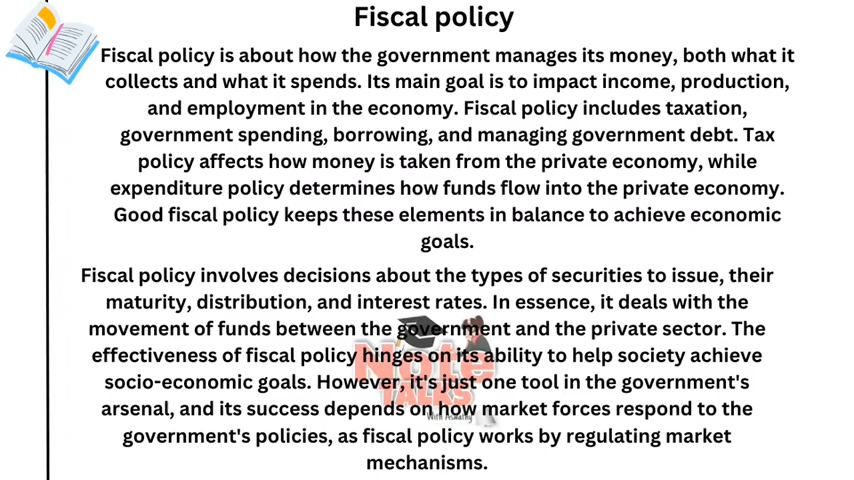 Fiscal policy
Fiscal policy is about how the government manages its money, both what it
collects and what it spends. Its main goal is to impact income, production,
and employment in the economy. Fiscal policy includes taxation,
government spending, borrowing, and managing government debt. Tax
policy affects how money is taken from the private economy, while
expenditure policy determines how funds flow into the private economy.
Good fiscal policy keeps these elements in balance to achieve economic
goals.
Fiscal policy involves decisions about the types of securities to issue, their
maturity, distribution, and interest rates. In essence, it deals with the
movement of funds between the government and the private sector. The
effectiveness of fiscal policy hinges on its ability to help society achieve
socio-economic goals. However, it's just one tool in the government's
arsenal, and its success depends on how market forces respond to the
government's policies, as fiscal policy works by regulating market
mechanisms.
Note
TALKS
With